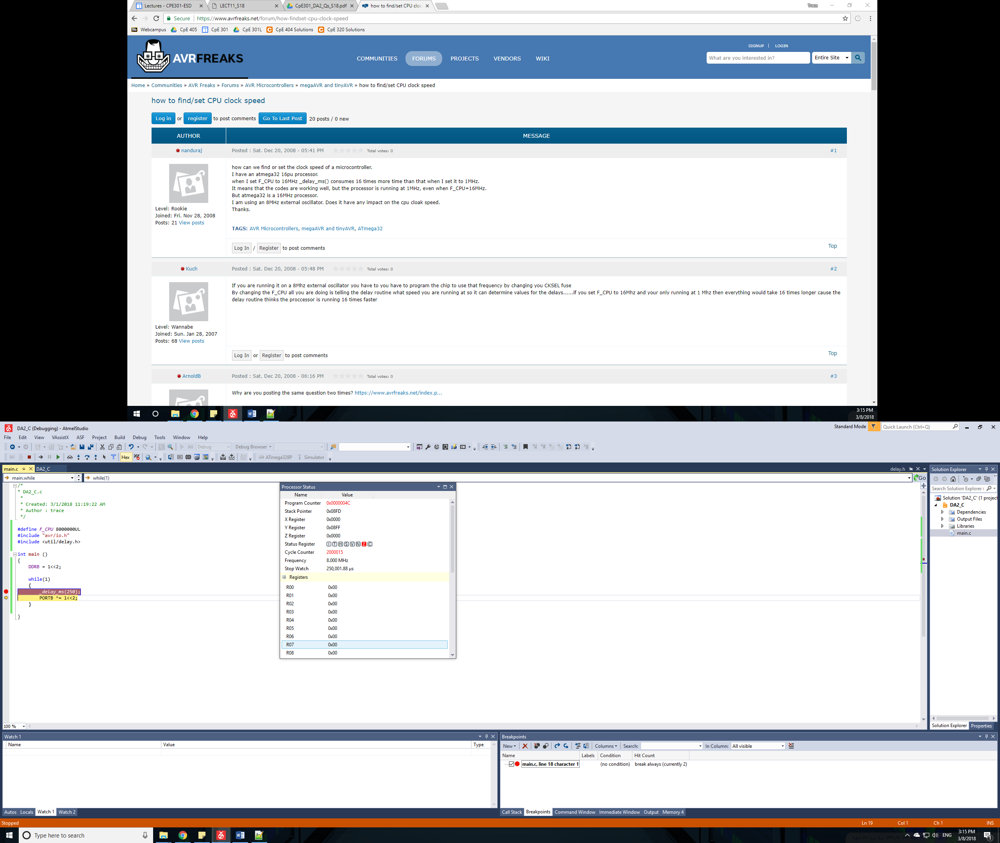 Lectures - CPE301-ESD
LECT11_S18
CpE301_DA2_Qs_S18.pdf
how to find/set CPU cloc
Trace
Secure
https://www.avrfreaks.net/forum/how-findset-cpu-clock-speed
Bb Webcampus CpE 405 CpE 301 CpE 301L CpE 404 Solutions CpE 320 Solutions
SIGNUP | LOGIN
AVRFREAKS
COMMUNITIES FORUMS PROJECTS VENDORS WIKI
What are you interested in? Entire Site
Home » Communities » AVR Freaks » Forums » AVR Microcontrollers » megaAVR and tinyAVR » how to find/set CPU clock speed
how to find/set CPU clock speed
Log in or register to post comments Go To Last Post 20 posts / 0 new
AUTHOR MESSAGE
nanduraj Posted : Sat. Dec 20, 2008 - 05:41 PM Total votes: 0 #1
how can we find or set the clock speed of a microcontroller.
I have an atmega32 16pu processor.
when I set F_CPU to 16MHz _delay_ms() consumes 16 times more time than that when I set it to 1MHz.
It means that the codes are working well, but the processor is running at 1MHz, even when F_CPU=16MHz.
But atmega32 is a 16MHz processor.
I am using an 8MHz external oscillator. Does it have any impact on the cpu cloak speed.
Thanks.
Level: Rookie
Joined: Fri. Nov 28, 2008
Posts: 21 View posts
TAGS: AVR Microcontrollers, megaAVR and tinyAVR, ATmega32
Log In / Register to post comments Top
Kuch Posted : Sat. Dec 20, 2008 - 05:48 PM Total votes: 0 #2
If you are running it on a 8Mhz external oscillator you have to you have to program the chip to use that frequency by changing you CKSEL fuse
By changing the F_CPU all you are doing is telling the delay routine what speed you are running at so it can determine values for the delays......if you set F_CPU to 16Mhz and your only running at 1 Mhz then everything would take 16 times longer cause the
delay routine thinks the proccessor is running 16 times faster
Level: Wannabe
Joined: Sun. Jan 28, 2007
Posts: 68 View posts
Log In or Register to post comments Top
ArnoldB Posted : Sat. Dec 20, 2008 - 06:16 PM Total votes: 0 #3
Why are you posting the same question two times? https://www.avrfreaks.net/index.p...
3:15 PM
3/8/2018
DA2_C (Debugging) - AtmelStudio
Standard Mode Quick Launch (Ctrl+Q)
File Edit View VAssistX ASF Project Build Debug Tools Window Help
Debug Debug Browser
Hex ATmega328P Simulator
main.c DA2_C delay.h
main.while while(1) Go
/*
* DA2_C.c
*
* Created: 3/1/2018 11:19:22 AM
* Author : trace
*/
#define F_CPU 8000000UL
#include "avr/io.h"
#include <util/delay.h>
int main ()
{
DDRB = 1<<2;
while(1)
{
_delay_ms(250);
PORTB ^= 1<<2;
}
}
100 %
Processor Status
Name Value
Program Counter 0x0000004C
Stack Pointer 0x08FD
X Register 0x0000
Y Register 0x08FF
Z Register 0x0000
Status Register I T H S V N Z C
Cycle Counter 2000015
Frequency 8.000 MHz
Stop Watch 250,001.88 µs
Registers
R00 0x00
R01 0x00
R02 0x00
R03 0x00
R04 0x00
R05 0x00
R06 0x00
R07 0x00
R08 0x00
Solution Explorer
Search Solution Explorer (
Solution 'DA2_C' (1 project
DA2_C
Dependencies
Output Files
Libraries
main.c
Solution Explorer Properties
Watch 1
Name Value Type
Autos Locals Watch 1 Watch 2
Breakpoints
New Columns Search: In Column: All visible
Name Labels Condition Hit Count
main.c, line 18 character 1 (no condition) break always (currently 2)
Call Stack Breakpoints Command Window Immediate Window Output Memory 4
Stopped Ln 19 Col 1 Ch 1 INS
Type here to search
ENG
3:15 PM
3/8/2018
1